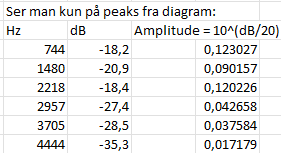 Ser man kun på peaks fra diagram:
Hz dB Amplitude = 10^(dB/20)
744 -18,2 0,123027
1480 -20,9 0,090157
2218 -18,4 0,120226
2957 -27,4 0,042658
3705 -28,5 0,037584
4444 -35,3 0,017179